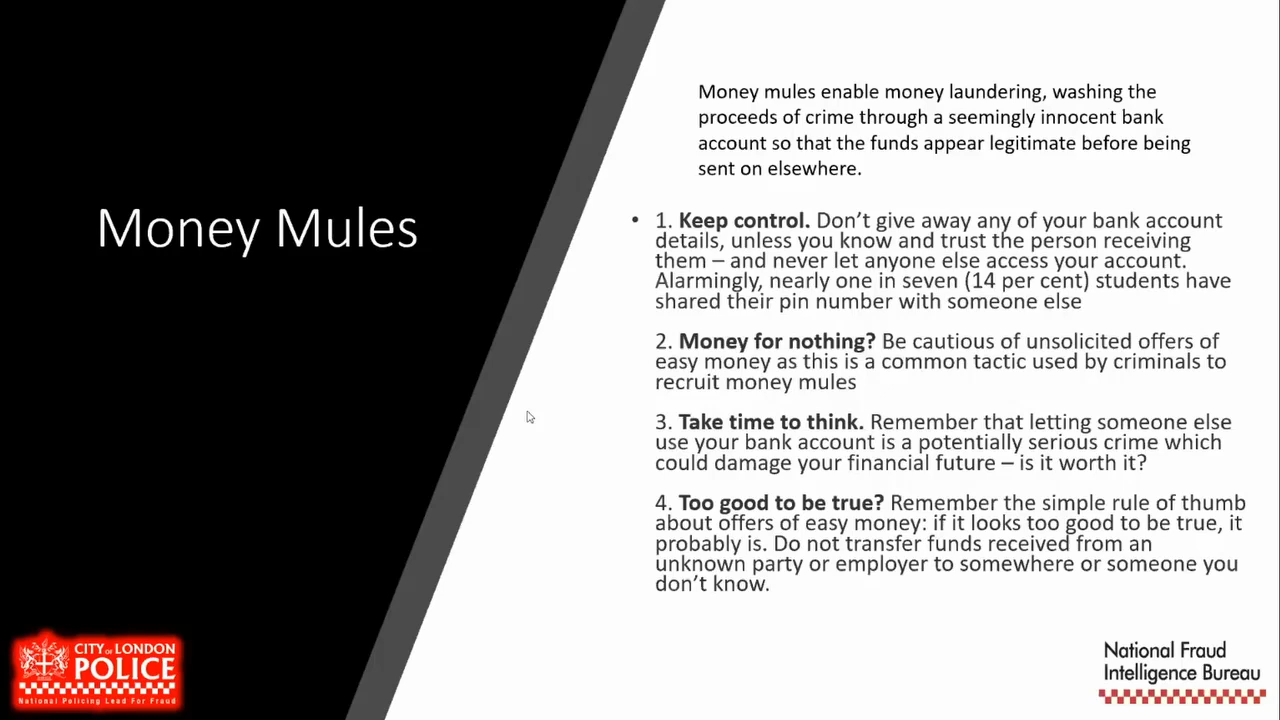 Money Mules
Money mules enable money laundering, washing the
proceeds of crime through a seemingly innocent bank
account so that the funds appear legitimate before being
sent on elsewhere.
• 1. Keep control. Don’t give away any of your bank account
details, unless you know and trust the person receiving
them – and never let anyone else access your account.
Alarmingly, nearly one in seven (14 per cent) students have
shared their pin number with someone else
2. Money for nothing? Be cautious of unsolicited offers of
easy money as this is a common tactic used by criminals to
recruit money mules
3. Take time to think. Remember that letting someone else
use your bank account is a potentially serious crime which
could damage your financial future – is it worth it?
4. Too good to be true? Remember the simple rule of thumb
about offers of easy money: if it looks too good to be true, it
probably is. Do not transfer funds received from an
unknown party or employer to somewhere or someone you
don’t know.
CITY OF LONDON
POLICE
National Policing Lead For Fraud
National Fraud
Intelligence Bureau